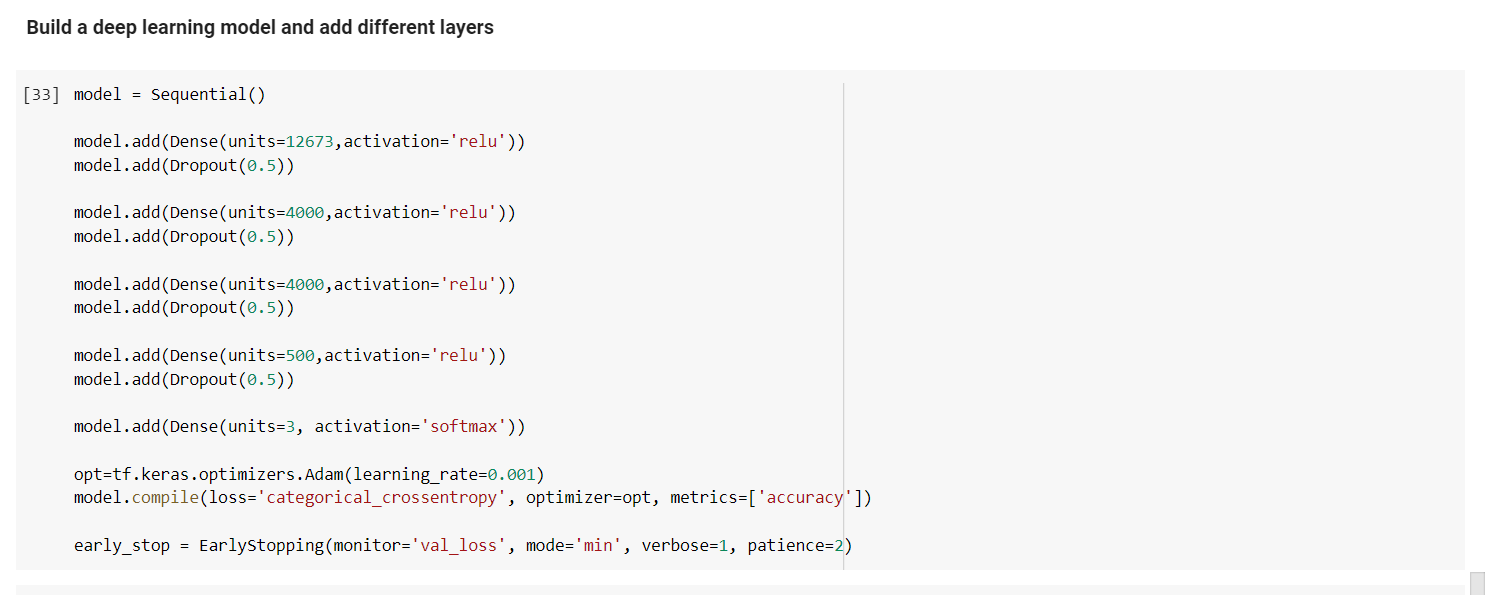 Build a deep learning model and add different layers
[33] model = Sequential()
model.add(Dense(units=12673,activation='relu'))
model.add(Dropout(0.5))
model.add(Dense(units=4000,activation='relu'))
model.add(Dropout(0.5))
model.add(Dense(units=4000,activation='relu'))
model.add(Dropout(0.5))
model.add(Dense(units=500,activation='relu'))
model.add(Dropout(0.5))
model.add(Dense(units=3, activation='softmax'))
opt=tf.keras.optimizers.Adam(learning_rate=0.001)
model.compile(loss='categorical_crossentropy', optimizer=opt, metrics=['accuracy'])
early_stop = EarlyStopping(monitor='val_loss', mode='min', verbose=1, patience=2)